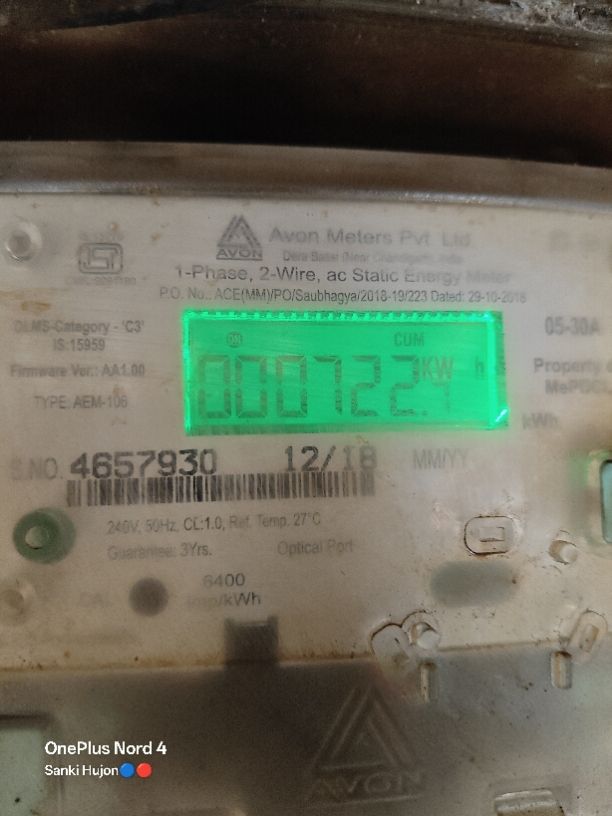 AVON
Avon Meters Pvt. Ltd.
1-Phase, 2-Wire, ac Static Energy Meter
P.O. No.: ACE(MM)/PO/Saubhagya/2018-19/223 Dated: 29-10-2018
DLMS-Category - 'C3'
IS:15959
Firmware Ver.: AA1.00
TYPE: AEM-106
CUM
KW h
05-30A
Property
MePDCL
kWh
S.NO. 4657930 12/18 MM/YY
240V, 50Hz, CL:1.0, Ref. Temp. 27°C
Guarantee: 3Yrs. Optical Port
CAL
6400
imp/kWh
AVON
OnePlus Nord 4
Sanki Hujon🔵🔴